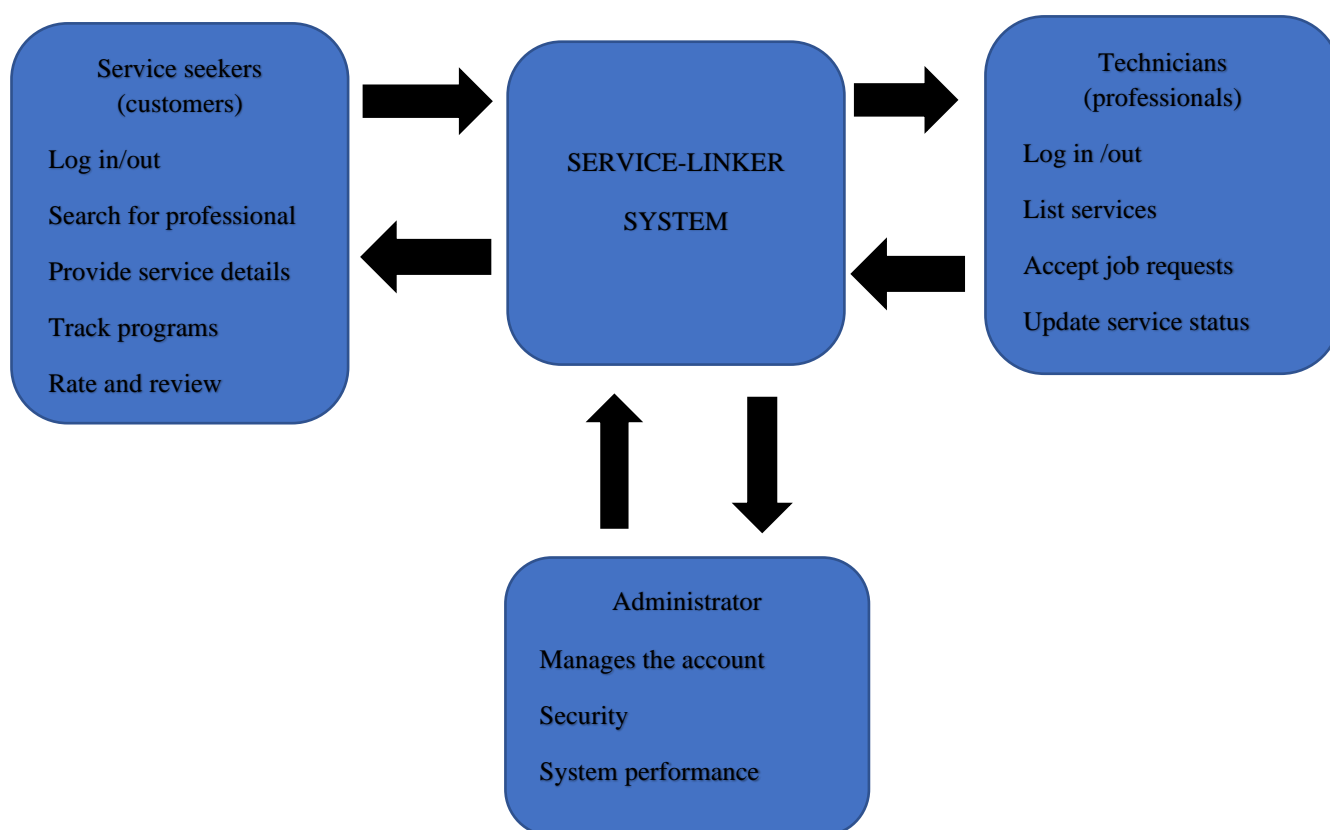 Service seekers
(customers)
Log in/out
Search for professional
Provide service details
Track programs
Rate and review
SERVICE-LINKER
SYSTEM
Technicians
(professionals)
Log in /out
List services
Accept job requests
Update service status
Administrator
Manages the account
Security
System performance